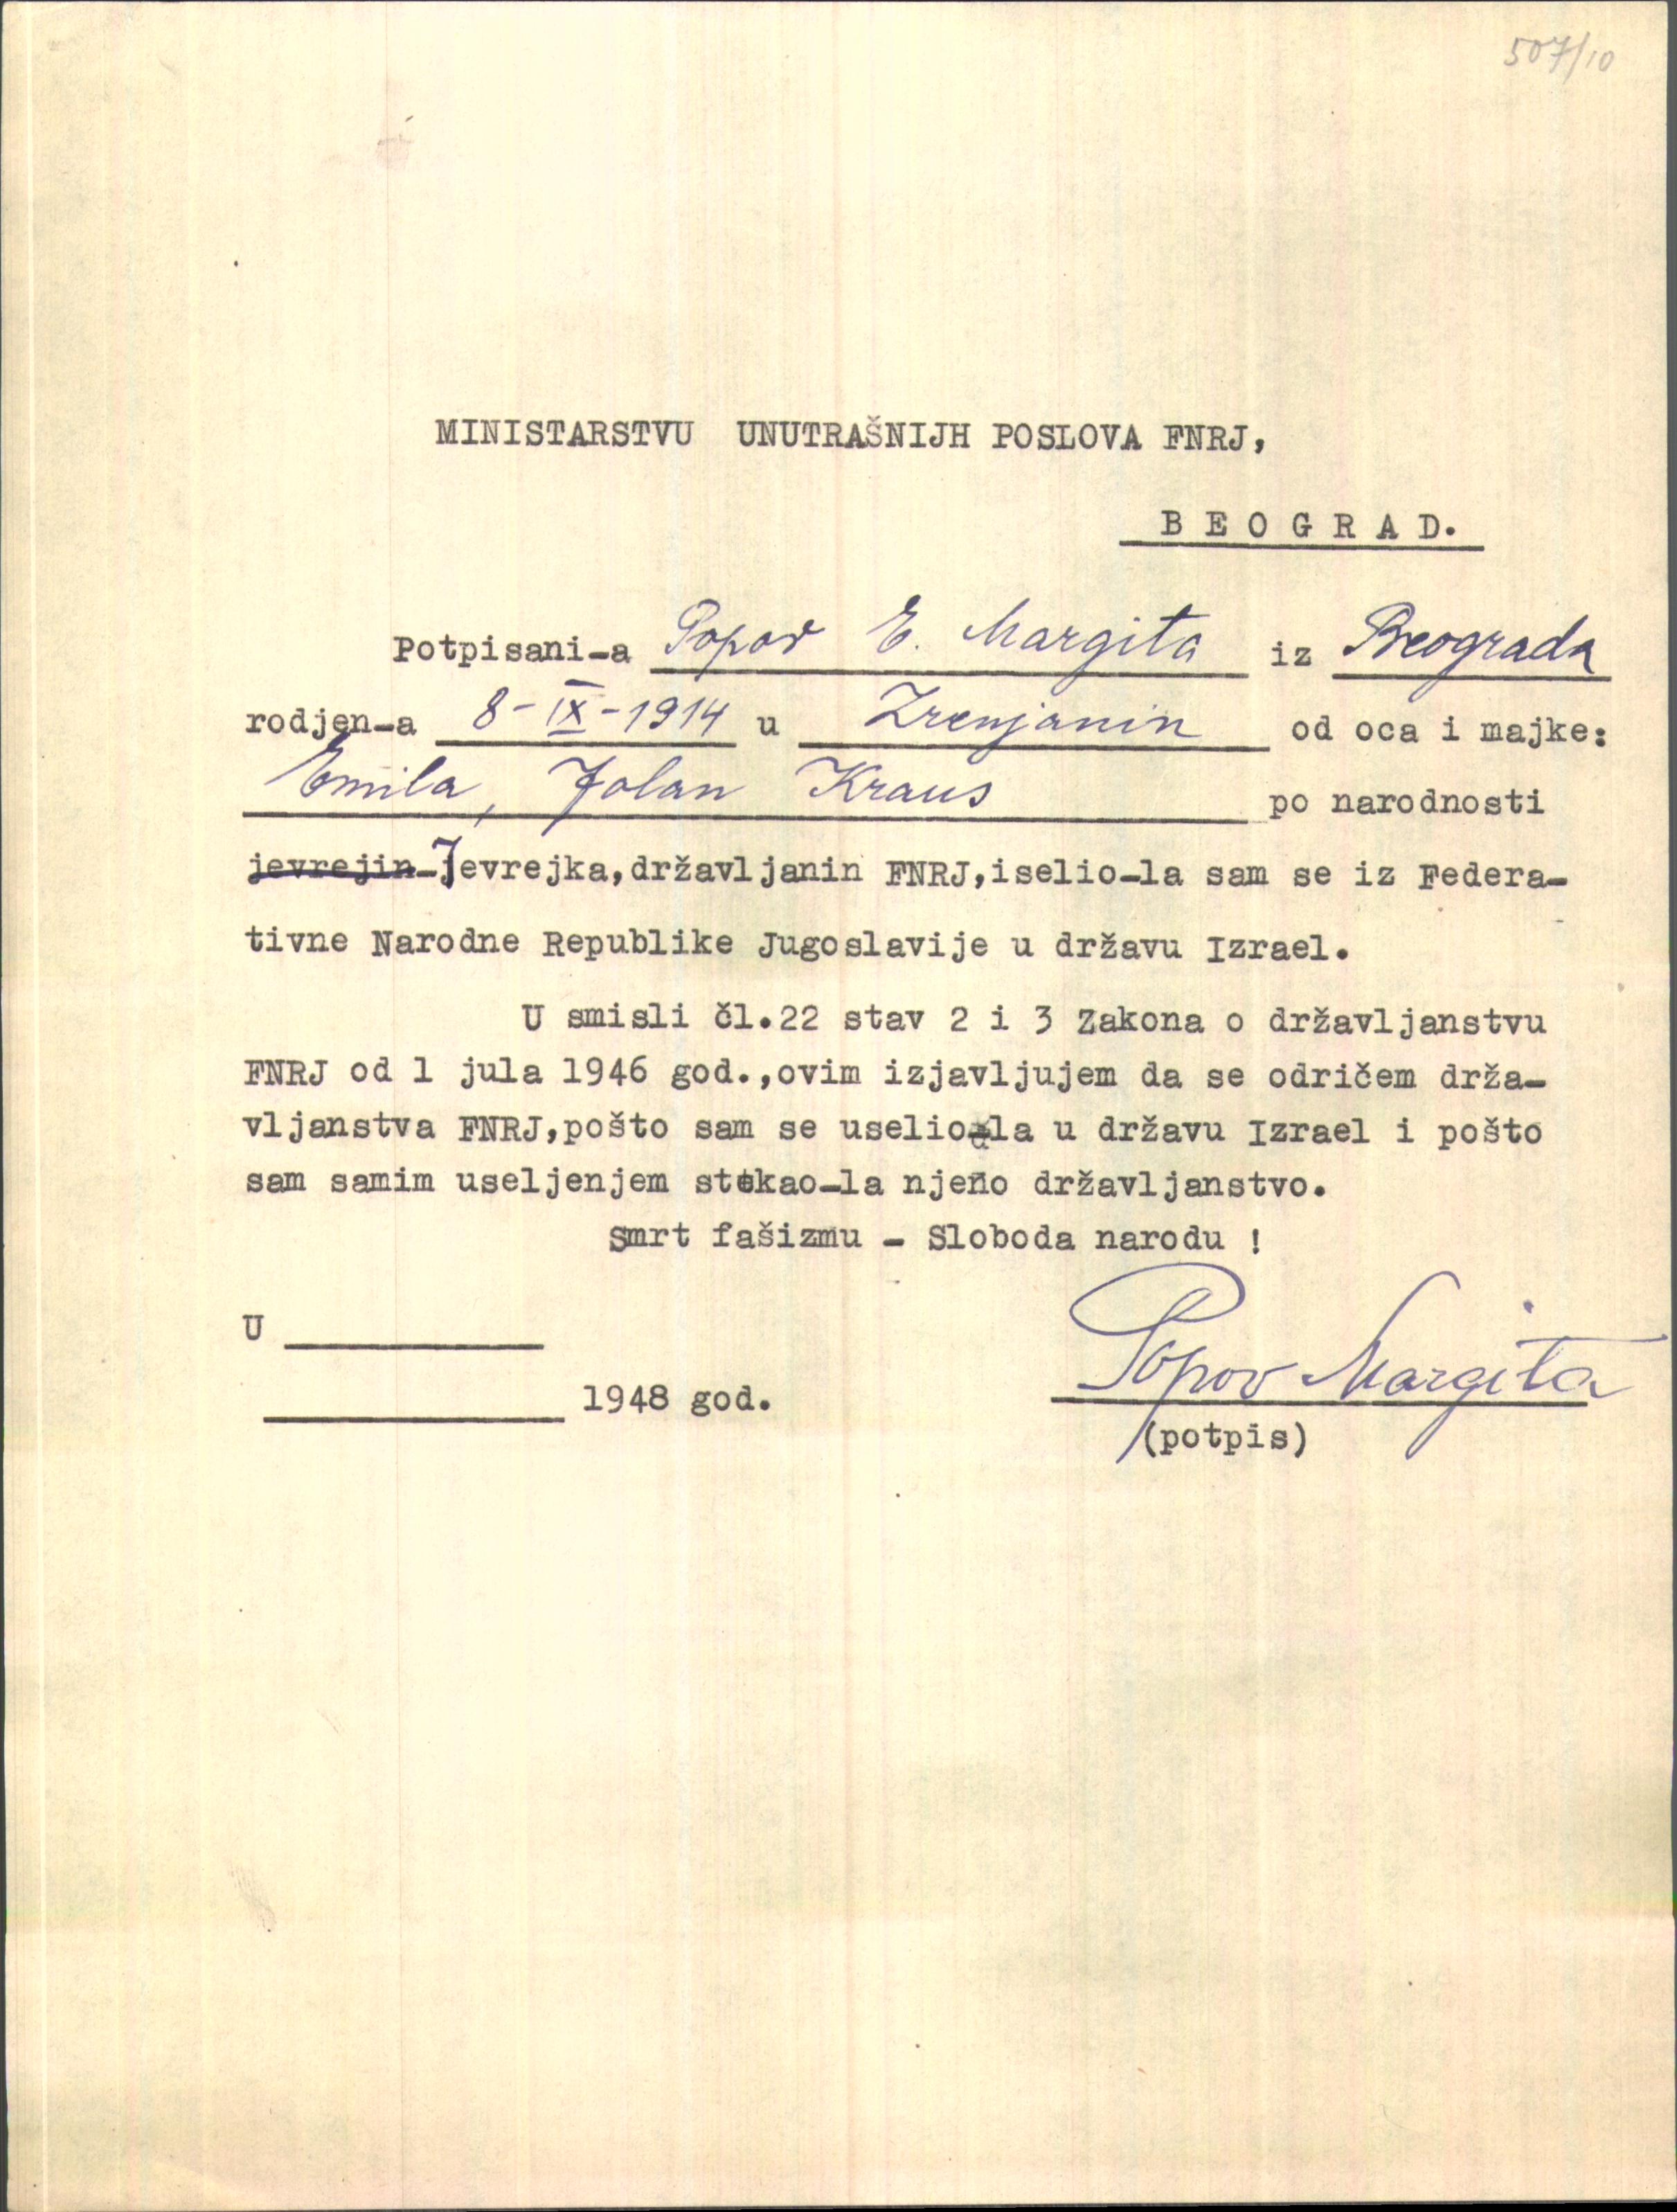 507/10
MINISTARSTVU UNUTRAŠNIJH POSLOVA FNRJ,
B E O G R A D.
Potpisani-a Popov E. Margita iz Beograda
rodjen-a 8-IX-1914 u Zrenjanin od oca i majke:
Emila, Jolan Kraus po narodnosti
jevrejin-Jevrejka,državljanin FNRJ,iselio-la sam se iz Federa-
tivne Narodne Republike Jugoslavije u državu Izrael.
U smisli čl.22 stav 2 i 3 Zakona o državljanstvu
FNRJ od 1 jula 1946 god.,ovim izjavljujem da se odričem drža-
vljanstva FNRJ,pošto sam se uselio-la u državu Izrael i pošto
sam samim useljenjem stekao-la njeno državljanstvo.
Smrt fašizmu - Sloboda narodu !
U
1948 god.
Popov Margita
(potpis)